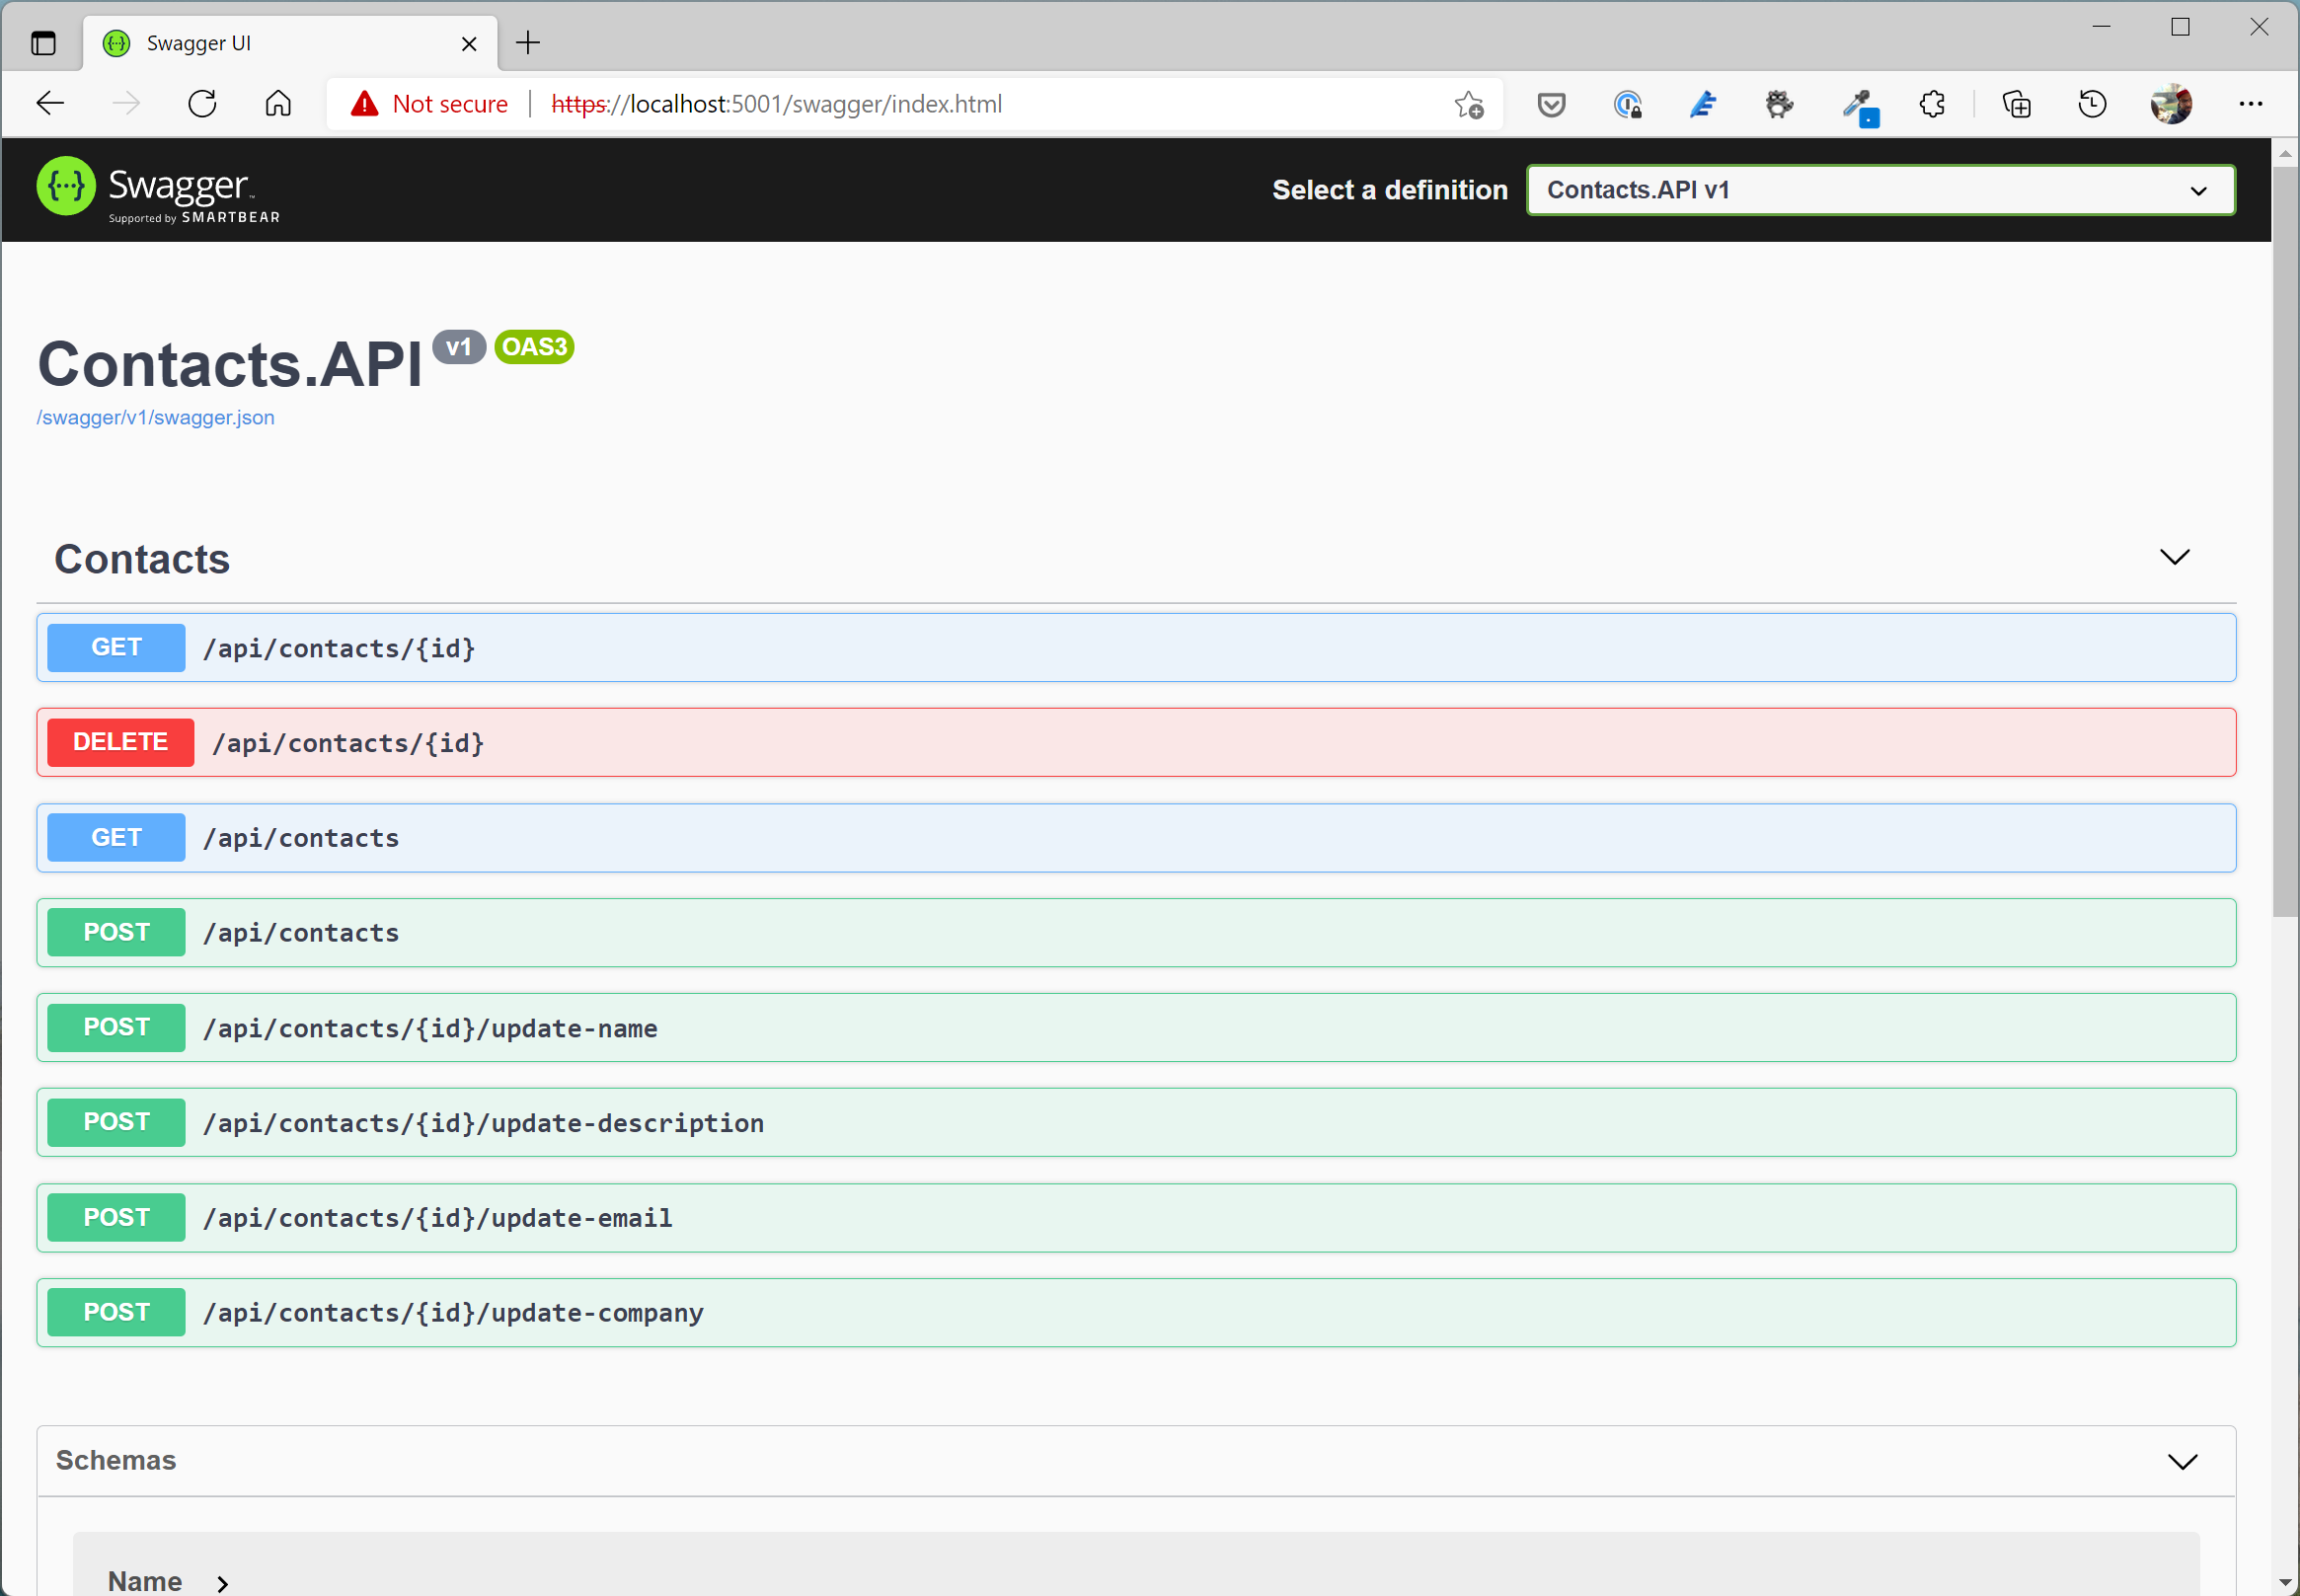 Swagger UI
Not secure https://localhost:5001/swagger/index.html
Swagger™
Supported by SMARTBEAR
Select a definition Contacts.API v1
Contacts.API v1 OAS3
/swagger/v1/swagger.json
Contacts
GET /api/contacts/{id}
DELETE /api/contacts/{id}
GET /api/contacts
POST /api/contacts
POST /api/contacts/{id}/update-name
POST /api/contacts/{id}/update-description
POST /api/contacts/{id}/update-email
POST /api/contacts/{id}/update-company
Schemas
Name